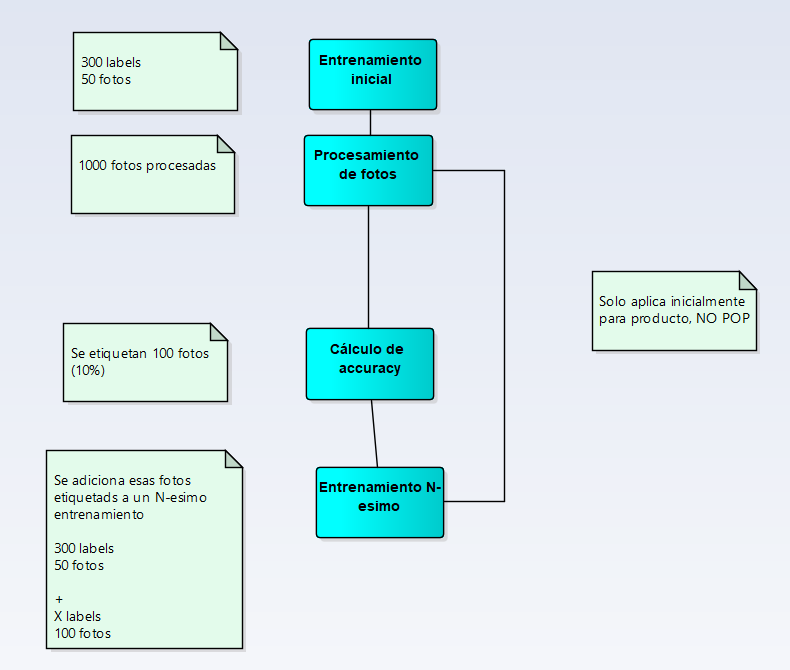 300 labels
50 fotos
Entrenamiento
inicial
1000 fotos procesadas
Procesamiento
de fotos
Solo aplica inicialmente
para producto, NO POP
Se etiquetan 100 fotos
(10%)
Cálculo de
accuracy
Se adiciona esas fotos
etiquetads a un N-esimo
entrenamiento
300 labels
50 fotos
+
X labels
100 fotos
Entrenamiento N-
esimo